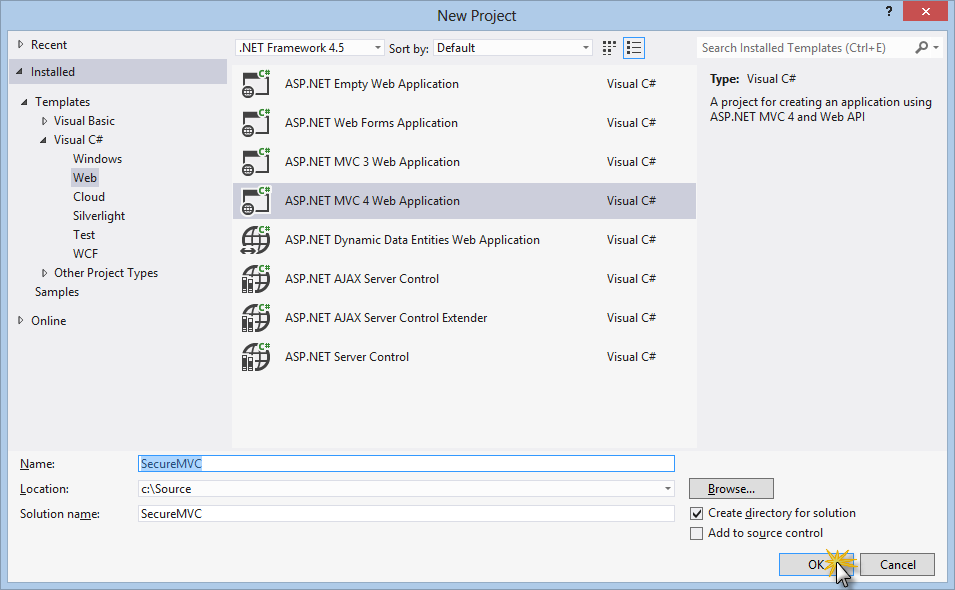 New Project
?
Recent
Installed
Templates
Visual Basic
Visual C#
Windows
Web
Cloud
Silverlight
Test
WCF
Other Project Types
Samples
Online
.NET Framework 4.5 Sort by: Default
C# ASP.NET Empty Web Application Visual C#
C# ASP.NET Web Forms Application Visual C#
C# ASP.NET MVC 3 Web Application Visual C#
C# ASP.NET MVC 4 Web Application Visual C#
C# ASP.NET Dynamic Data Entities Web Application Visual C#
C# ASP.NET AJAX Server Control Visual C#
C# ASP.NET AJAX Server Control Extender Visual C#
C# ASP.NET Server Control Visual C#
Search Installed Templates (Ctrl+E)
Type: Visual C#
A project for creating an application using
ASP.NET MVC 4 and Web API
Name: SecureMVC
Location: c:\Source Browse...
Solution name: SecureMVC
Create directory for solution
Add to source control
OK Cancel